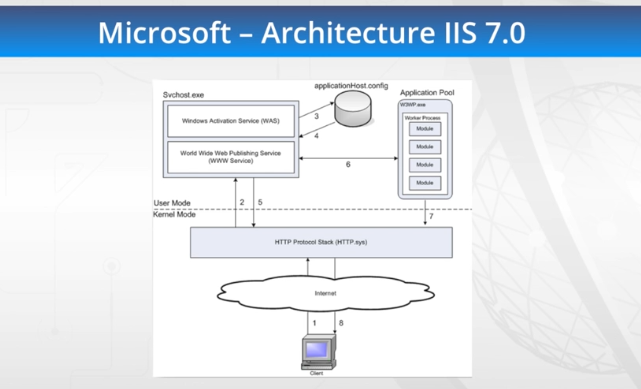 Microsoft – Architecture IIS 7.0
applicationHost.config
Svchost.exe
Application Pool
W3WP.exe
Windows Activation Service (WAS)
3
4
Worker Process
Module
Module
Module
Module
World Wide Web Publishing Service
(WWW Service)
6
User Mode
Kernel Mode
2
5
7
HTTP Protocol Stack (HTTP.sys)
Internet
1
8
Client